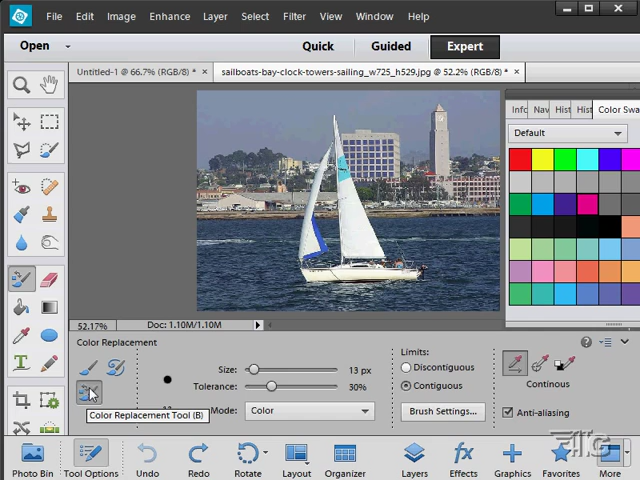 File Edit Image Enhance Layer Select Filter View Window Help
Open Quick Guided Expert
Untitled-1 @ 66.7% (RGB/8) * × sailboats-bay-clock-towers-sailing_w725_h529.jpg @ 52.2% (RGB/8) * ×
Info Nav Hist Hist Color Swa
Default
52.17% Doc: 1.10M/1.10M
Color Replacement
Size: 13 px
Tolerance: 30%
Mode: Color
Limits:
Discontiguous
Contiguous
Brush Settings...
Continous
Anti-aliasing
Color Replacement Tool (B)
Photo Bin Tool Options Undo Redo Rotate Layout Organizer Layers Effects Graphics Favorites More